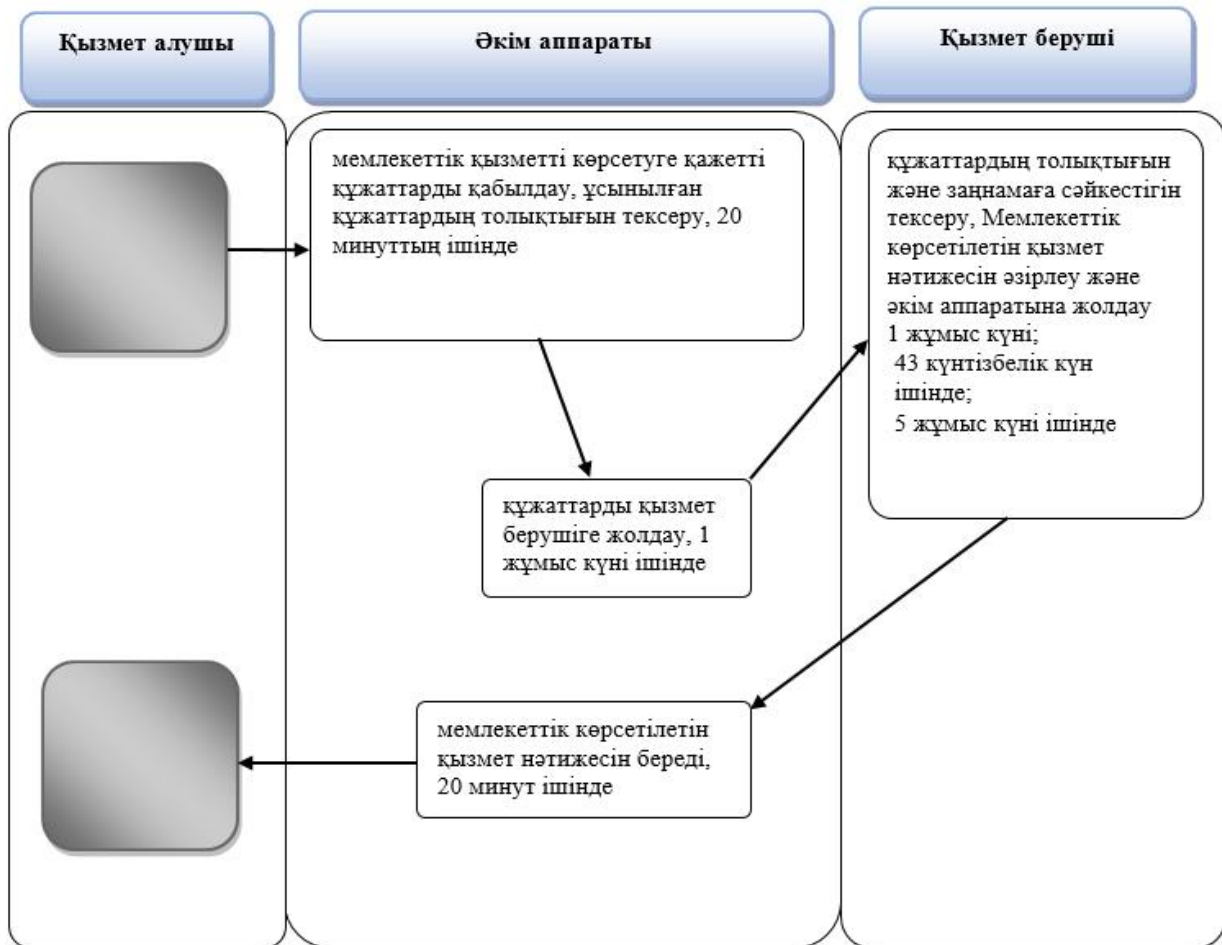 Қызмет алушы
Әкім аппараты
Қызмет беруші
мемлекеттік қызметті көрсетуге қажетті
құжаттарды қабылдау, ұсынылған
құжаттардың толықтығын тексеру, 20
минуттың ішінде
құжаттардың толықтығын
және заңнамаға сәйкестігін
тексеру, Мемлекеттік
көрсетілетін қызмет
нәтижесін әзірлеу және
әкім аппаратына жолдау
1 жұмыс күні;
43 күнтізбелік күн
ішінде;
5 жұмыс күні ішінде
құжаттарды қызмет
берушіге жолдау, 1
жұмыс күні ішінде
мемлекеттік көрсетілетін
қызмет нәтижесін береді,
20 минут ішінде